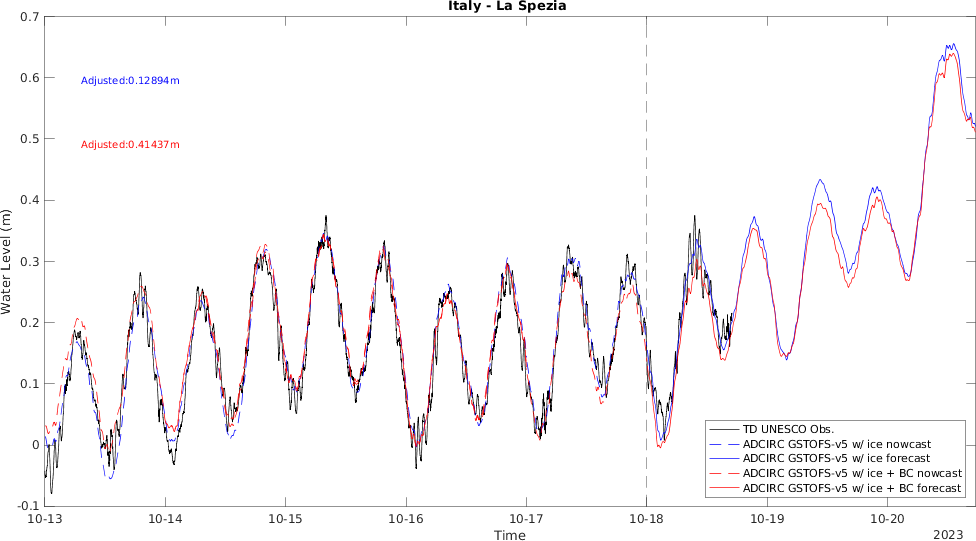 Italy - La Spezia
0.7
0.6
0.5
0.4
0.3
0.2
0.1
0
-0.1
Water Level (m)
Adjusted:0.12894m
Adjusted:0.41437m
TD UNESCO Obs.
ADCIRC GSTOFS-v5 w/ ice nowcast
ADCIRC GSTOFS-v5 w/ ice forecast
ADCIRC GSTOFS-v5 w/ ice + BC nowcast
ADCIRC GSTOFS-v5 w/ ice + BC forecast
10-13 10-14 10-15 10-16 10-17 10-18 10-19 10-20
Time
2023